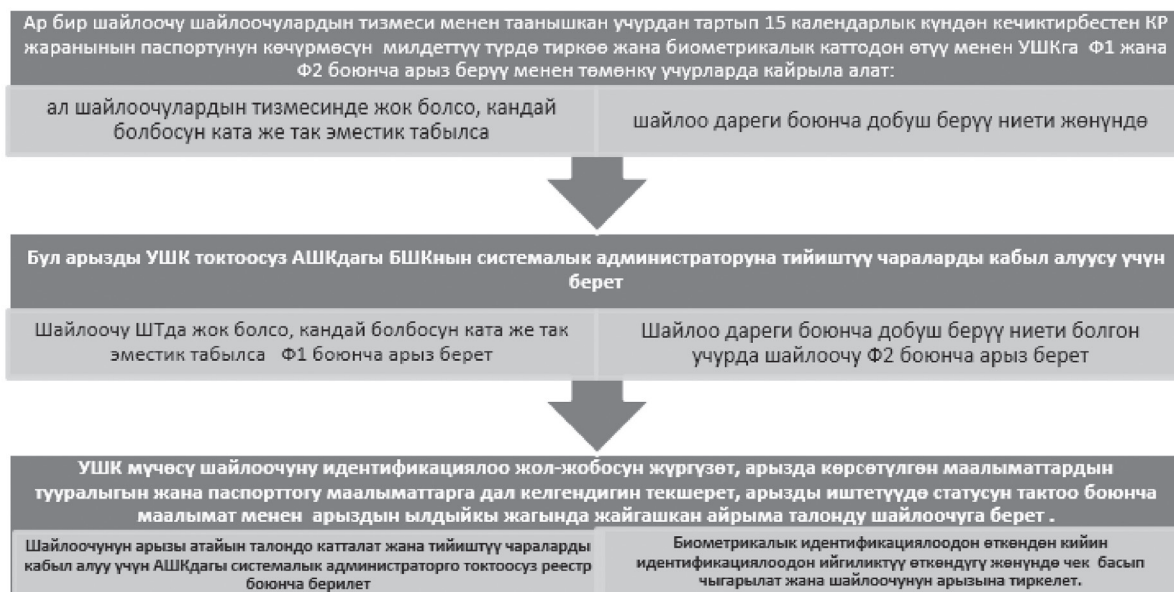 Ар бир шайлоочу шайлоочулардын тизмеси менен таанышкан учурдан тартып 15 календарлык күндөн кечиктирбестен КР
жаранынын паспортунун көчүрмөсүн милдеттүү түрдө тиркөө жана биометрикалык каттодон өтүү менен УШКга Ф1 жана
Ф2 боюнча арыз берүү менен төмөнкү учурларда кайрыла алат:
ал шайлоочулардын тизмесинде жок болсо, кандай
болбосун ката же так эместик табылса
шайлоо дареги боюнча добуш берүү ниети жөнүндө
Бул арызды УШК токтоосуз АШКдагы БШКнын системалык администраторуна тийиштүү чараларды кабыл алуусу үчүн
берет
Шайлоочу ШТда жок болсо, кандай болбосун ката же так
эместик табылса Ф1 боюнча арыз берет
Шайлоо дареги боюнча добуш берүү ниети болгон
учурда шайлоочу Ф2 боюнча арыз берет
УШК мүчөсү шайлоочуну идентификациялоо жол-жобосун жүргүзөт, арызда көрсөтүлгөн маалыматтардын
тууралыгын жана паспорттогу маалыматтарга дал келгендигин текшерет, арызды иштетүүдө статусун тактоо боюнча
маалымат менен арыздын ылдыйкы жагында жайгашкан айрыма талонду шайлоочуга берет .
Шайлоочунун арызы атайын талондо катталат жана тийиштүү чараларды
кабыл алуу үчүн АШКдагы системалык администраторго токтоосуз реестр
боюнча берилет
Биометрикалык идентификациялоодон өткөндөн кийин
идентификациялоодон ийгиликтүү өткөндүгү жөнүндө чек басып
чыгарылат жана шайлоочунун арызына тиркелет.